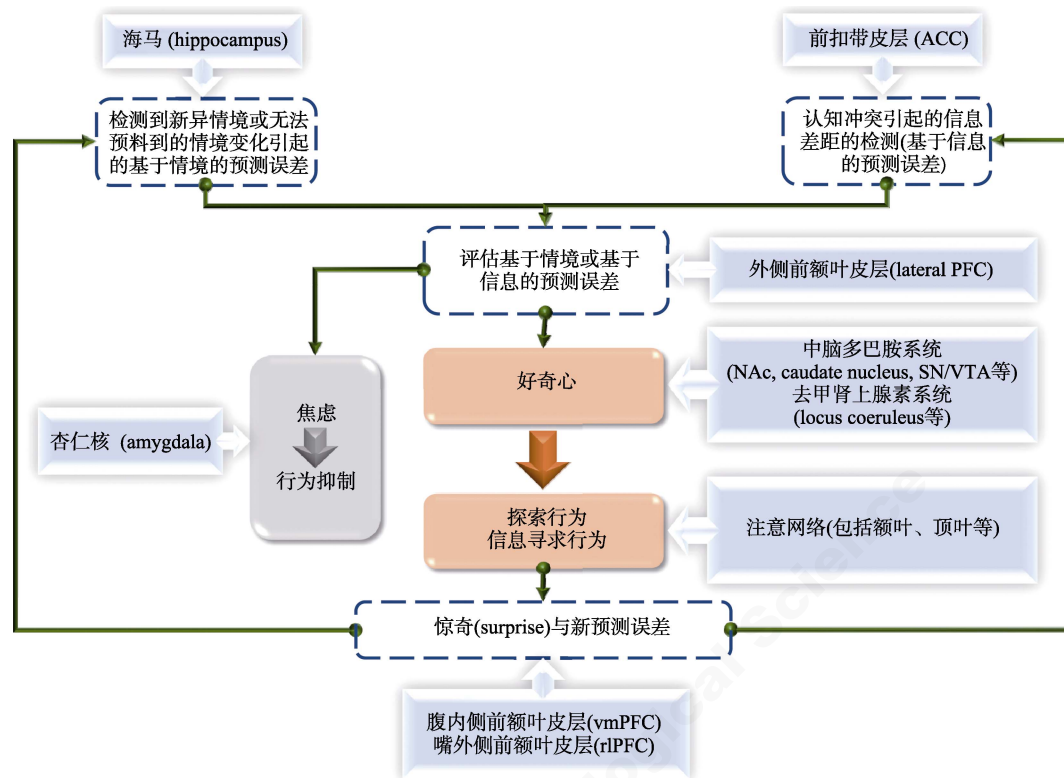 海马 (hippocampus)
前扣带皮层 (ACC)
检测到新异情境或无法
预料到的情境变化引起
的基于情境的预测误差
认知冲突引起的信息
差距的检测(基于信息
的预测误差)
评估基于情境或基于
信息的预测误差
外侧前额叶皮层(lateral PFC)
好奇心
中脑多巴胺系统
(NAc, caudate nucleus, SN/VTA等)
去甲肾上腺素系统
(locus coeruleus等)
杏仁核 (amygdala)
焦虑
行为抑制
探索行为
信息寻求行为
注意网络(包括额叶、顶叶等)
惊奇(surprise)与新预测误差
腹内侧前额叶皮层(vmPFC)
嘴外侧前额叶皮层(rlPFC)
ological Science